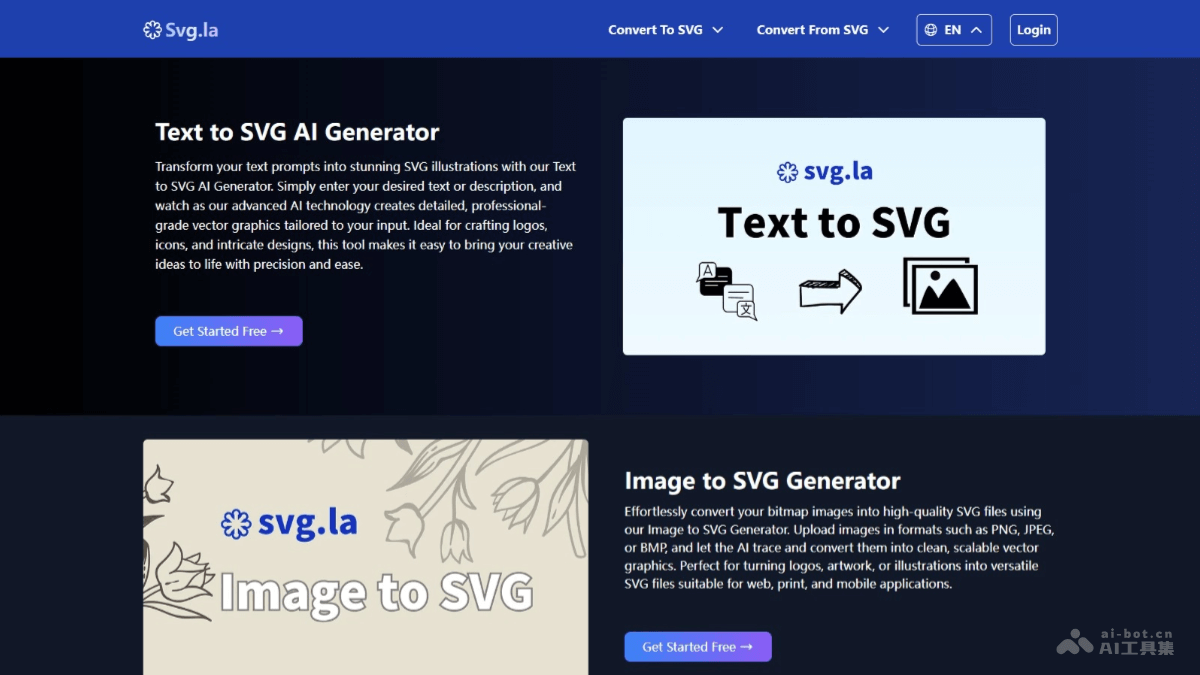 Svg.la
Convert To SVG
Convert From SVG
EN
Login
Text to SVG AI Generator
Transform your text prompts into stunning SVG illustrations with our Text
to SVG AI Generator. Simply enter your desired text or description, and
watch as our advanced AI technology creates detailed, professional-
grade vector graphics tailored to your input. Ideal for crafting logos,
icons, and intricate designs, this tool makes it easy to bring your creative
ideas to life with precision and ease.
Get Started Free →
svg.la
Text to SVG
A
文
svg.la
Image to SVG
Image to SVG Generator
Effortlessly convert your bitmap images into high-quality SVG files using
our Image to SVG Generator. Upload images in formats such as PNG, JPEG,
or BMP, and let the AI trace and convert them into clean, scalable vector
graphics. Perfect for turning logos, artwork, or illustrations into versatile
SVG files suitable for web, print, and mobile applications.
Get Started Free →
ai-bot.cn
AI工具集